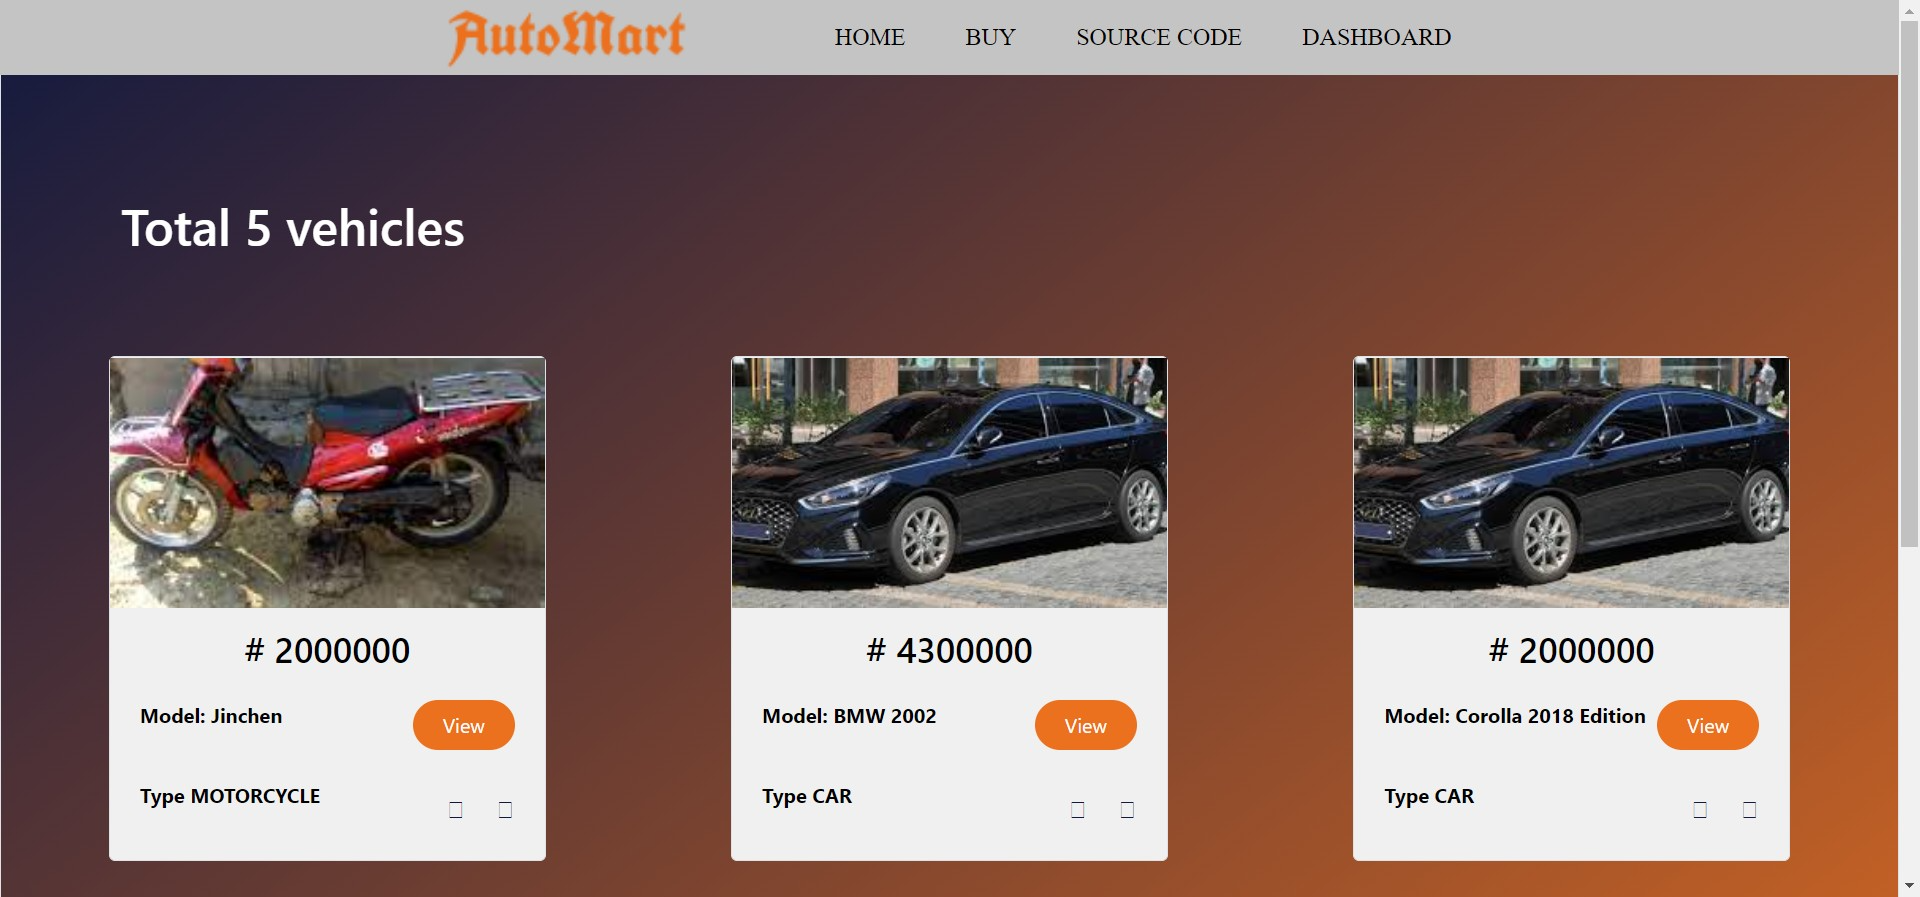 AutoMart
HOME BUY SOURCE CODE DASHBOARD
Total 5 vehicles
# 2000000
Model: Jinchen
View
Type MOTORCYCLE
# 4300000
Model: BMW 2002
View
Type CAR
# 2000000
Model: Corolla 2018 Edition
View
Type CAR